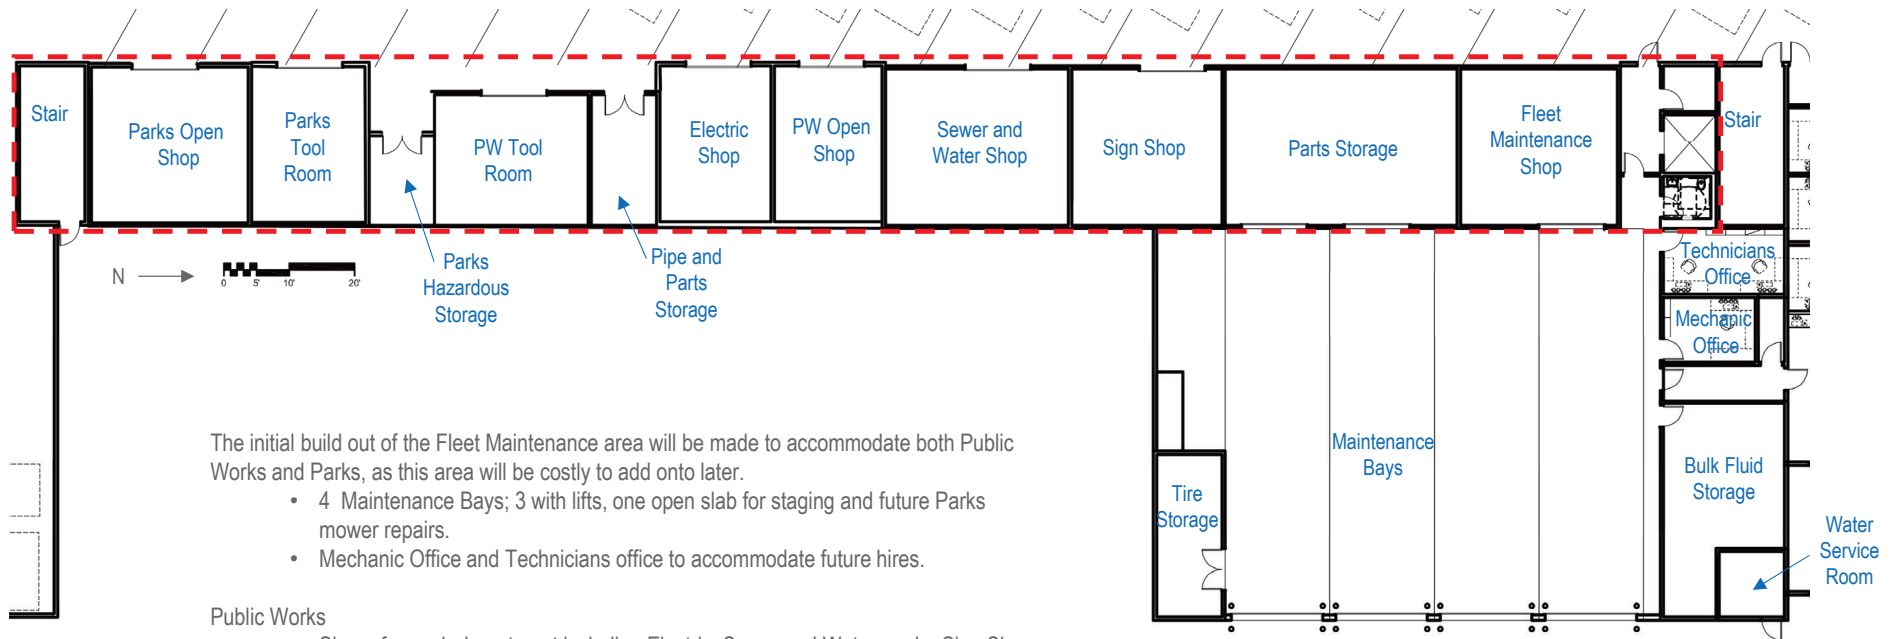 Stair
Parks Open
Shop
Parks
Tool
Room
PW Tool
Room
Electric
Shop
PW Open
Shop
Sewer and
Water Shop
Sign Shop
Parts Storage
Fleet
Maintenance
Shop
Stair
N
0 5' 10' 20'
Parks
Hazardous
Storage
Pipe and
Parts
Storage
Technicians
Office
Mechanic
Office
Maintenance
Bays
Tire
Storage
Bulk Fluid
Storage
Water
Service
Room
The initial build out of the Fleet Maintenance area will be made to accommodate both Public
Works and Parks, as this area will be costly to add onto later.
• 4 Maintenance Bays; 3 with lifts, one open slab for staging and future Parks
mower repairs.
• Mechanic Office and Technicians office to accommodate future hires.
Public Works